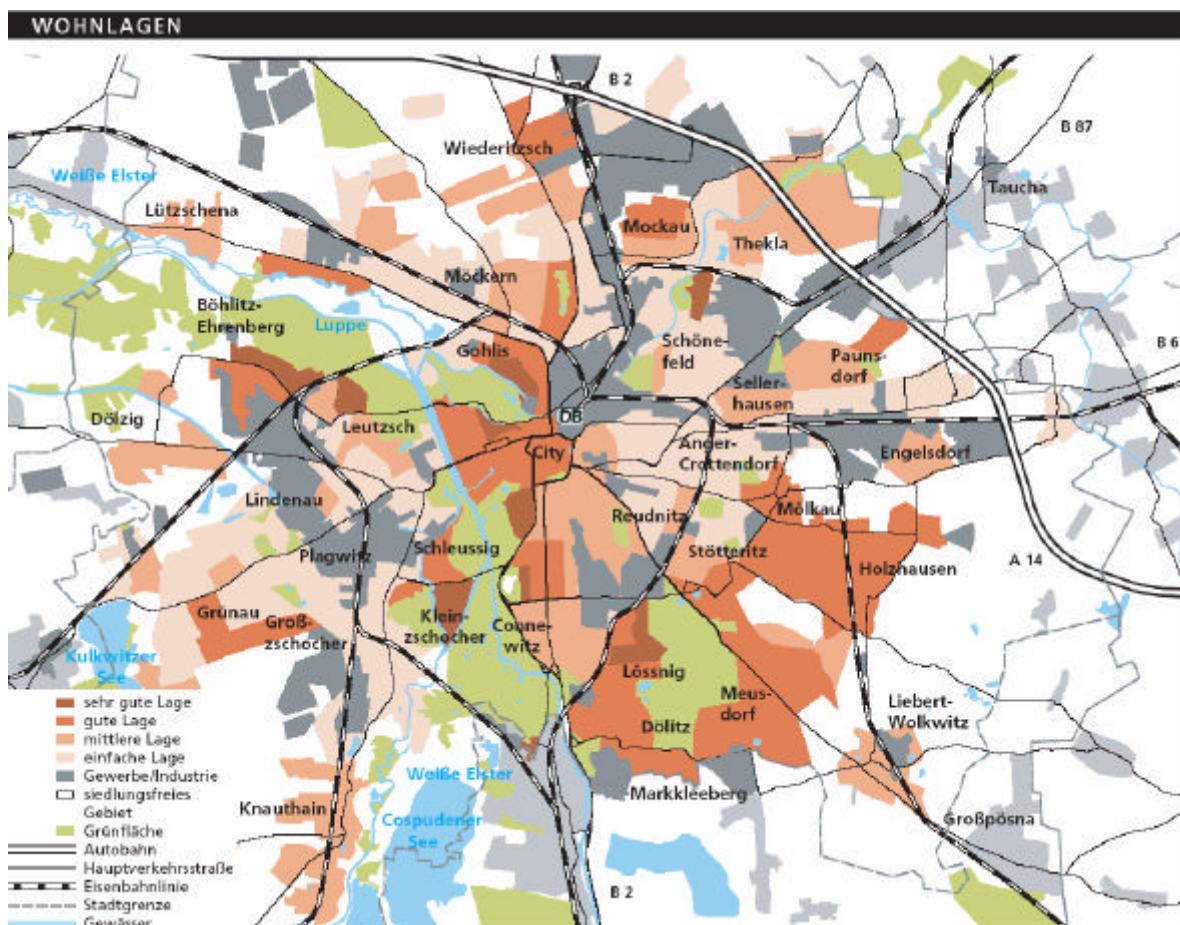 WOHNLAGEN
B 2
B 87
Wiederitzsch
Weiße Elster
Taucha
Lützschena
Mockau
Thekla
Möckern
Böhlitz-
Ehrenberg
Luppe
Schöne-
feld
Pauns-
dorf
B 6
Gohlis
Seller-
hausen
DB
Dölzig
Leutzsch
City
Anger-
Crottendorf
Engelsdorf
Lindenau
Reudnitz
Mölkau
Plagwitz
Schleussig
Stötteritz
Holzhausen
A 14
Grünau
Groß-
zschocher
Klein-
zschocher
Conne-
witz
Kulkwitzer
See
Lössnig
Meus-
dorf
Liebert-
Wolkwitz
Dölitz
sehr gute Lage
gute Lage
mittlere Lage
einfache Lage
Gewerbe/Industrie
siedlungsfreies
Gebiet
Grünfläche
Autobahn
Hauptverkehrsstraße
Eisenbahnlinie
Stadtgrenze
Gewässer
Weiße Elster
Markkleeberg
Knauthain
Cospudener
See
Großpösna
B 2